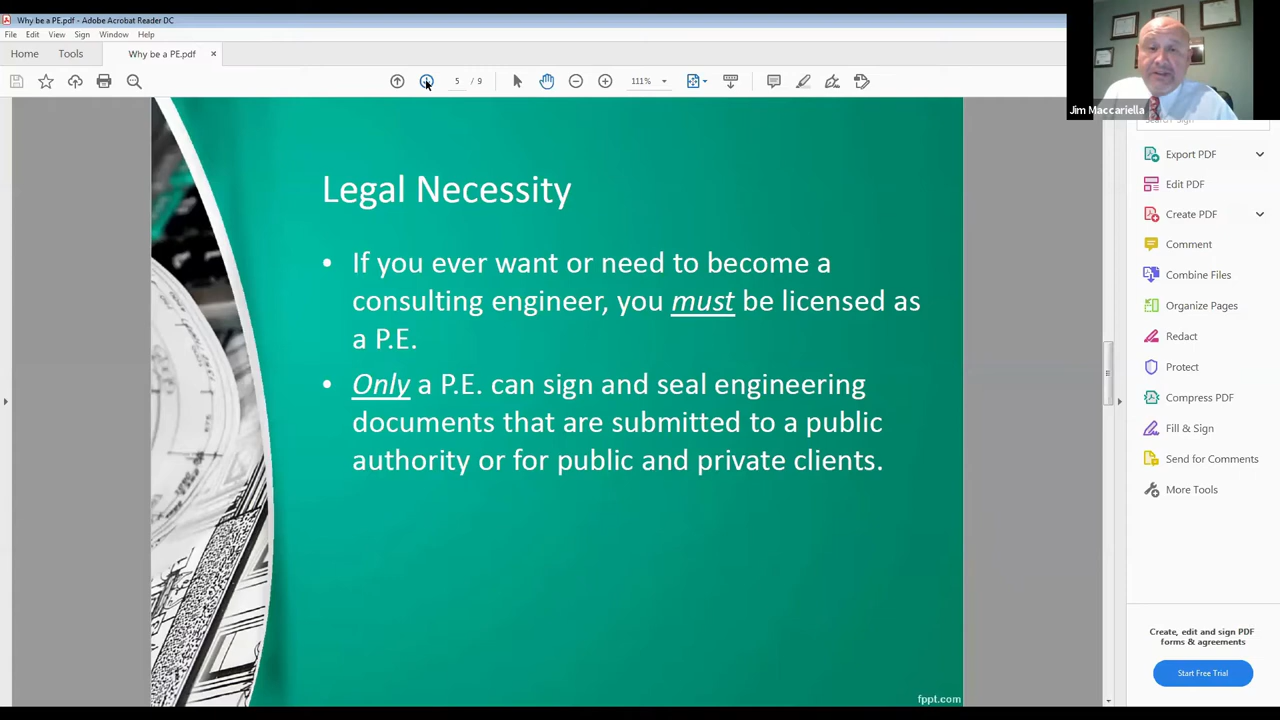 Why be a PE.pdf - Adobe Acrobat Reader DC
File Edit View Sign Window Help
Home Tools Why be a PE.pdf ×
5 / 9 111%
Jim Maccariella
Legal Necessity
• If you ever want or need to become a
consulting engineer, you must be licensed as
a P.E.
• Only a P.E. can sign and seal engineering
documents that are submitted to a public
authority or for public and private clients.
fppt.com
Export PDF
Edit PDF
Create PDF
Comment
Combine Files
Organize Pages
Redact
Protect
Compress PDF
Fill & Sign
Send for Comments
More Tools
Create, edit and sign PDF
forms & agreements
Start Free Trial